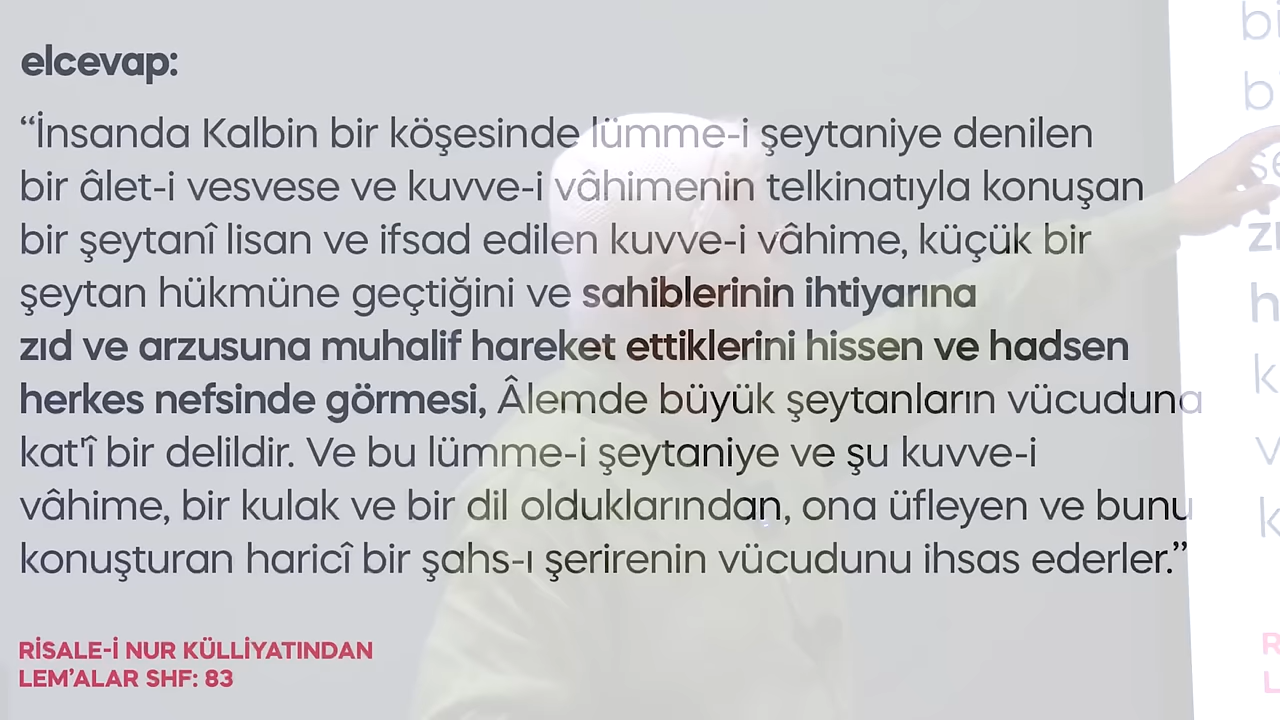 elcevap:
“İnsanda Kalbin bir köşesinde lümme-i şeytaniye denilen
bir âlet-i vesvese ve kuvve-i vâhimenin telkinatıyla konuşan
bir şeytanî lisan ve ifsad edilen kuvve-i vâhime, küçük bir
şeytan hükmüne geçtiğini ve sahiblerinin ihtiyarına
zıd ve arzusuna muhalif hareket ettiklerini hissen ve hadsen
herkes nefsinde görmesi, Âlemde büyük şeytanların vücuduna
kat'î bir delildir. Ve bu lümme-i şeytaniye ve şu kuvve-i
vâhime, bir kulak ve bir dil olduklarından, ona üfleyen ve bunu
konuşturan haricî bir şahs-ı şerirenin vücudunu ihsas ederler.”
RİSALE-İ NUR KÜLLİYATINDAN
LEM’ALAR SHF: 83